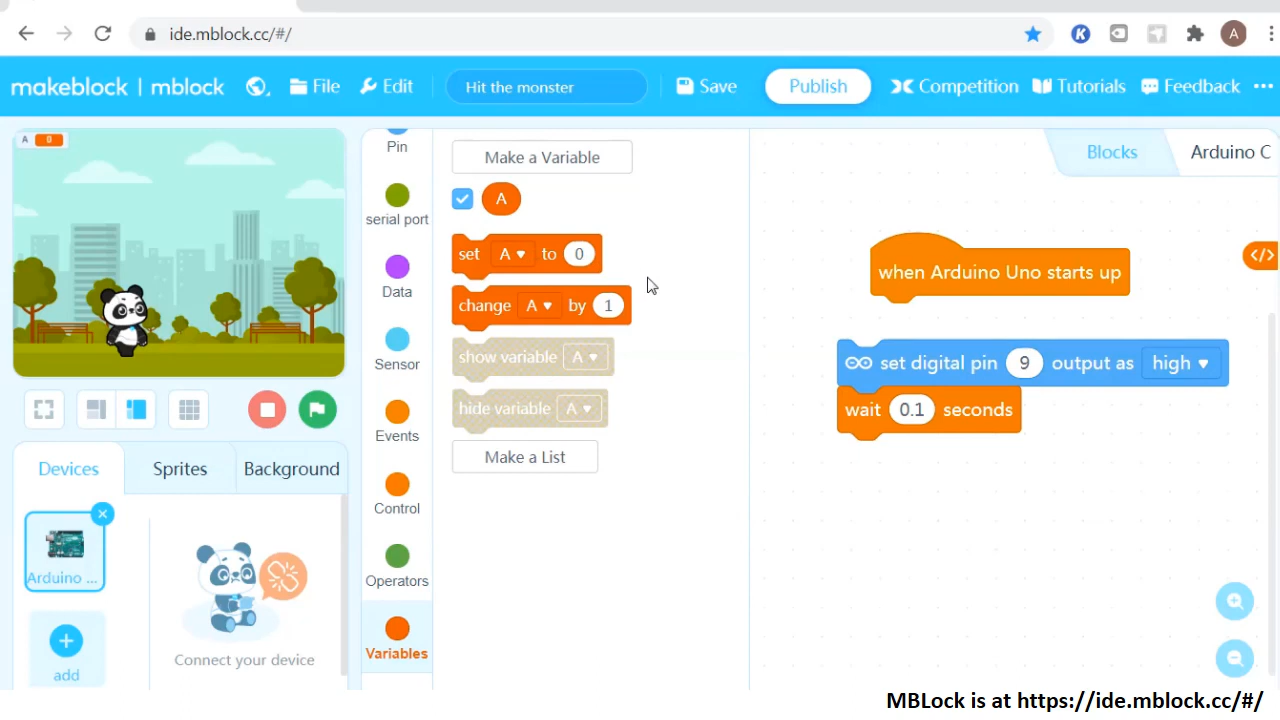 ide.mblock.cc/#/
K
A
makeblock | mblock
File
Edit
Hit the monster
Save
Publish
Competition
Tutorials
Feedback
A 0
Pin
serial port
Data
Sensor
Events
Control
Operators
Variables
Make a Variable
A
set A to 0
change A by 1
show variable A
hide variable A
Make a List
Blocks
Arduino C
</>
when Arduino Uno starts up
set digital pin 9 output as high
wait 0.1 seconds
Devices
Sprites
Background
Arduino ...
add
Connect your device
MBLock is at https://ide.mblock.cc/#/